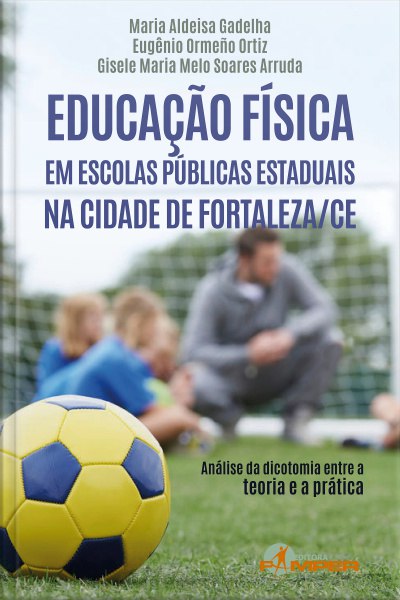 Maria Aldeisa Gadelha
Eugênio Ormeño Ortiz
Gisele Maria Melo Soares Arruda
EDUCAÇÃO FÍSICA
EM ESCOLAS PÚBLICAS ESTADUAIS
NA CIDADE DE FORTALEZA/CE
Análise da dicotomia entre a
teoria e a prática
EDITORA